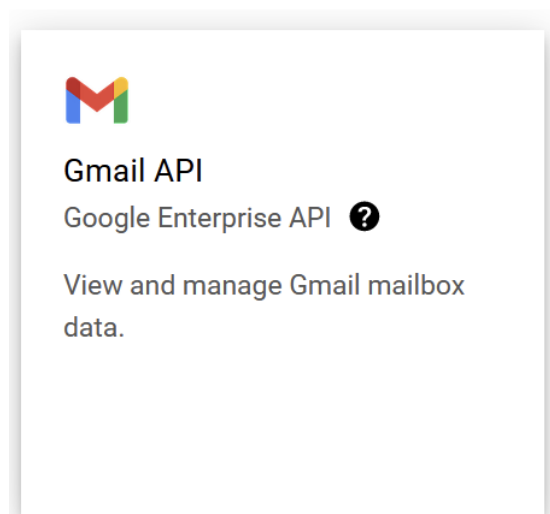 Gmail API
Google Enterprise API
View and manage Gmail mailbox
data.